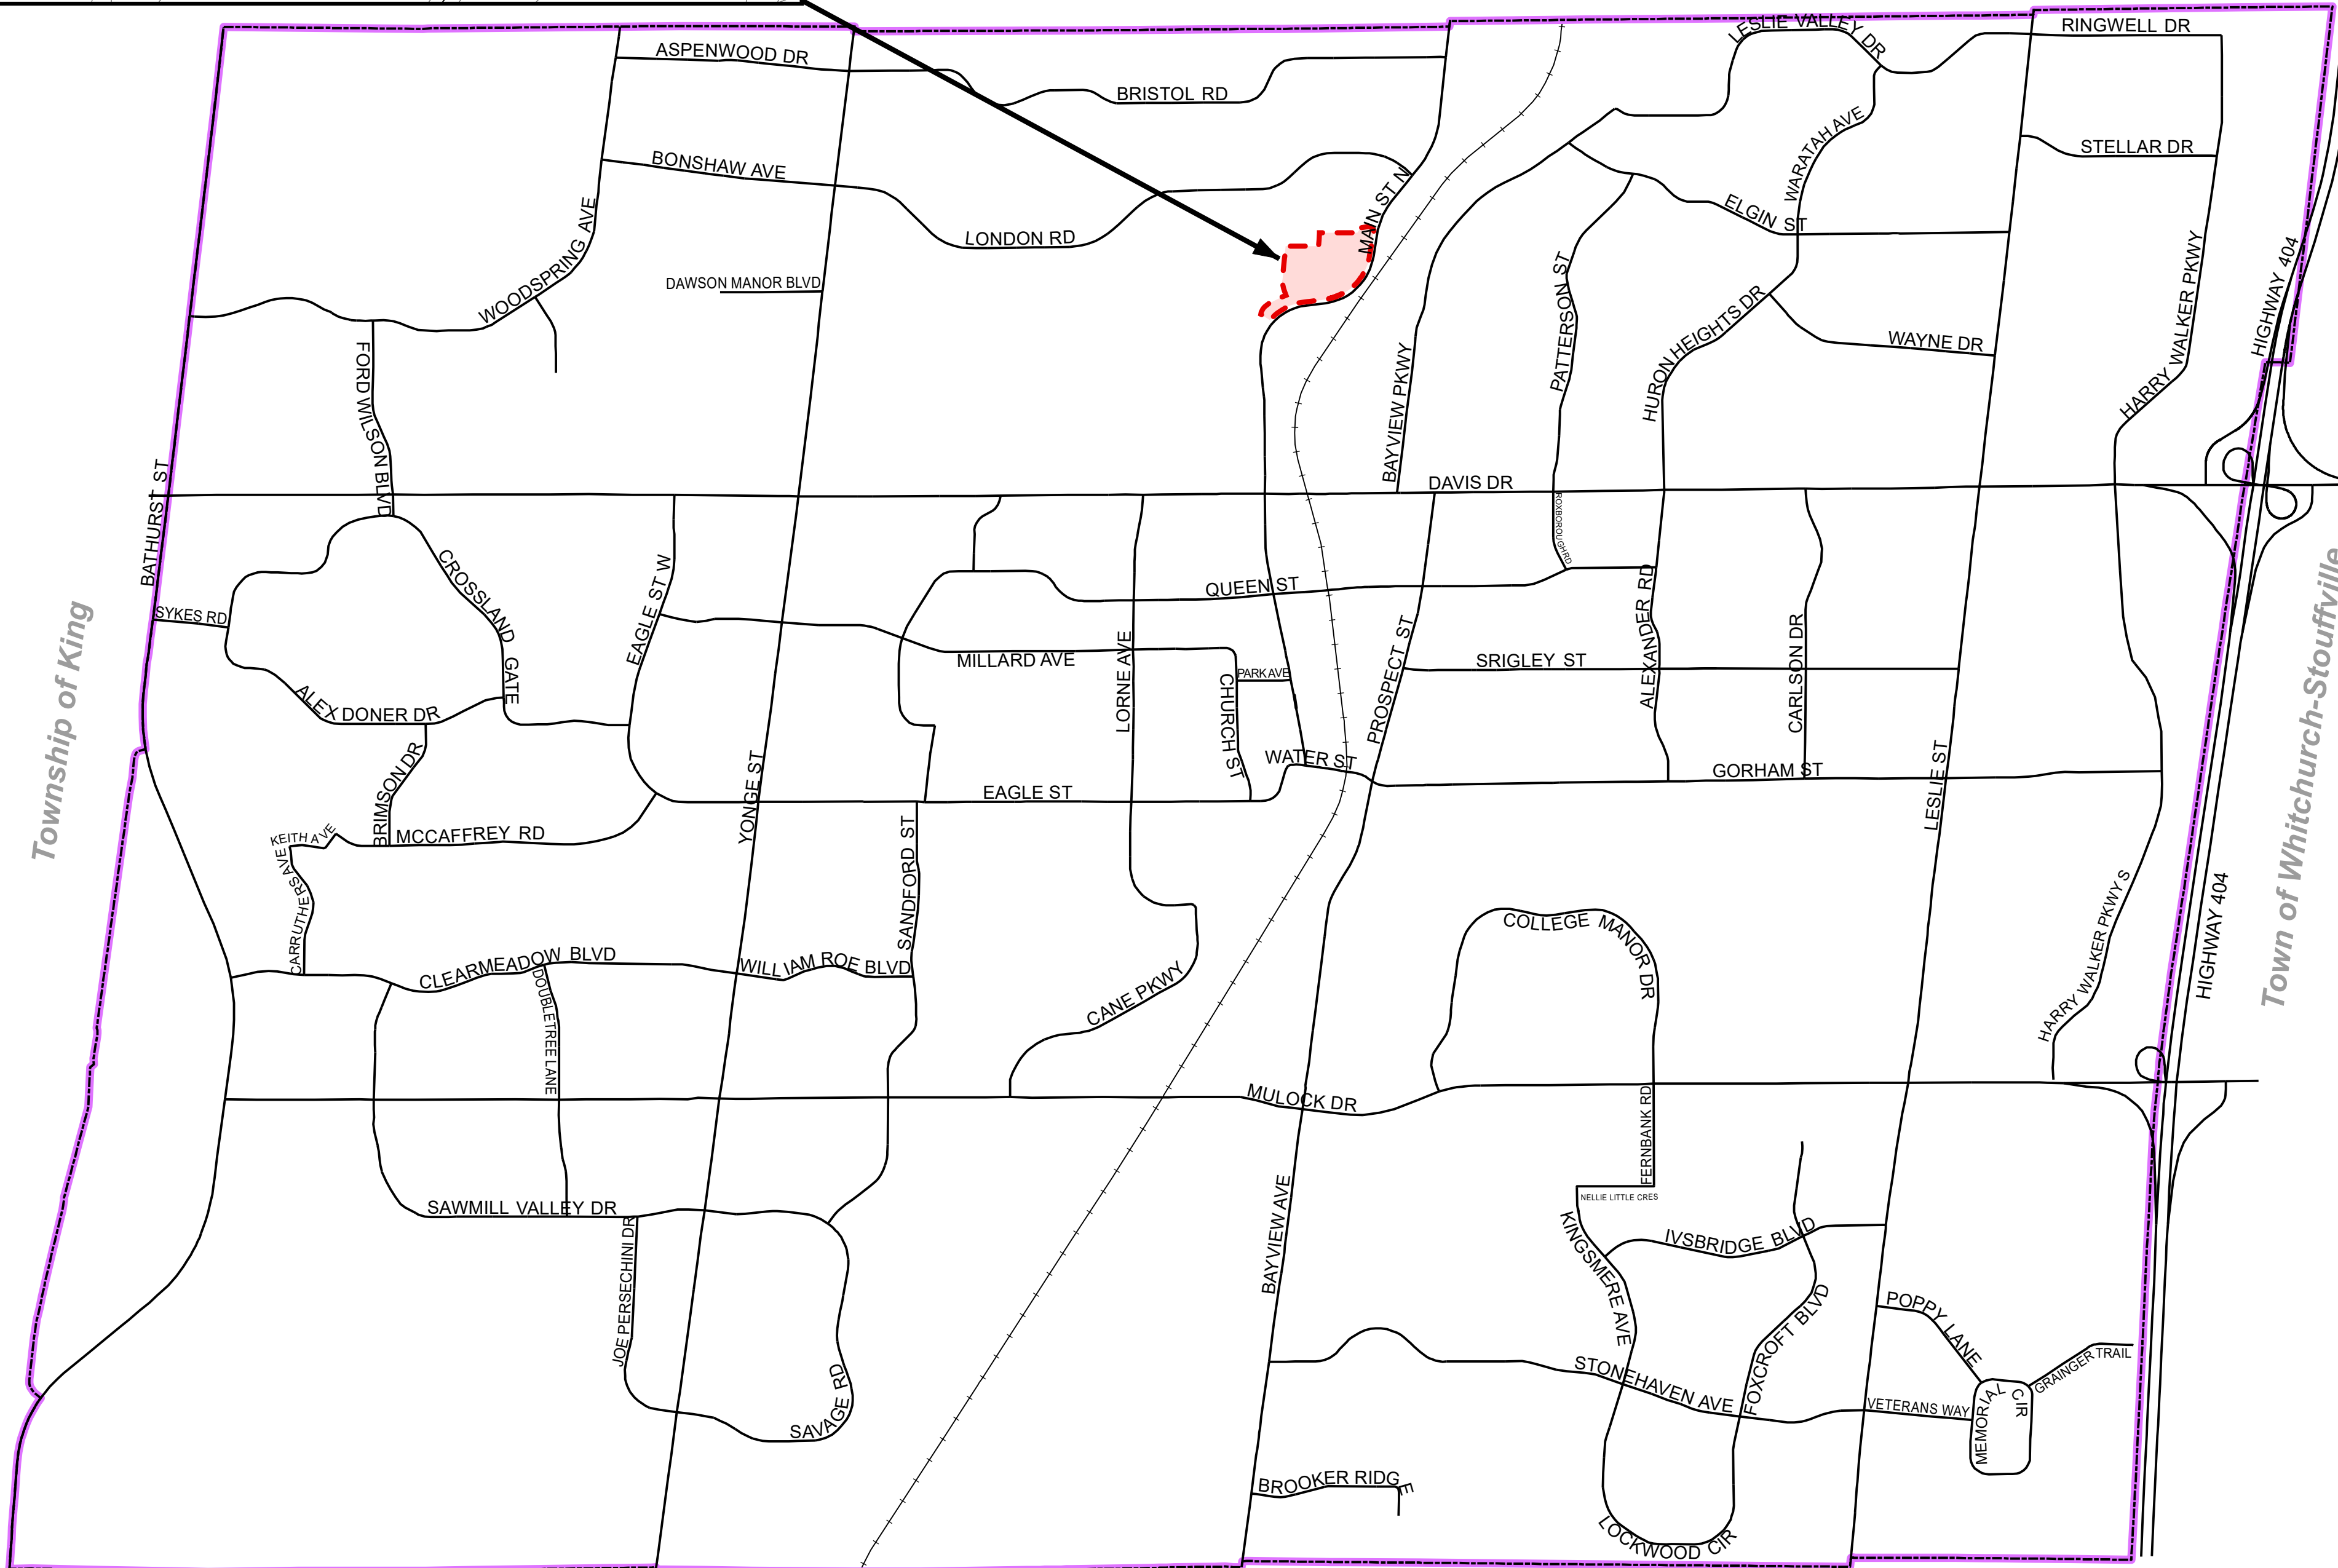 LESLIE VALLEY DR
RINGWELL DR
ASPENWOOD DR
BRISTOL RD
WARATAH AVE
STELLAR DR
BONSHAW AVE
MAIN ST N
ELGIN ST
WOODSPRING AVE
LONDON RD
DAWSON MANOR BLVD
PATTERSON ST
HARRY WALKER PKWY
HIGHWAY 404
HURON HEIGHTS DR
WAYNE DR
FORD WILSON BLVD
BAYVIEW PKWY
BATHURST ST
DAVIS DR
ROXBOROUGH RD
CROSSLAND GATE
EAGLE ST W
QUEEN ST
ALEXANDER RD
SYKES RD
Township of King
Town of Whitchurch-Stouffville
MILLARD AVE
LORNE AVE
PARK AVE
CHURCH ST
PROSPECT ST
SRIGLEY ST
CARLSON DR
ALEX DONER DR
BRIMSON DR
YONGE ST
WATER ST
GORHAM ST
LESLIE ST
EAGLE ST
KEITH AVE
MCCAFFREY RD
SANDFORD ST
CARRUTHERS AVE
HARRY WALKER PKWY S
HIGHWAY 404
COLLEGE MANOR DR
CLEARMEADOW BLVD
WILLIAM ROE BLVD
DOUBLETREE LANE
CANE PKWY
MULOCK DR
FERNBANK RD
NELLIE LITTLE CRES
SAWMILL VALLEY DR
JOE PERSECHINI DR
BAYVIEW AVE
KINGSMERE AVE
IVSBRIDGE BLVD
FOXCROFT BLVD
POPPY LANE
GRAINGER TRAIL
STONEHAVEN AVE
VETERANS WAY
MEMORIAL CIR
SAVAGE RD
BROOKER RIDGE
LOCKWOOD CIR